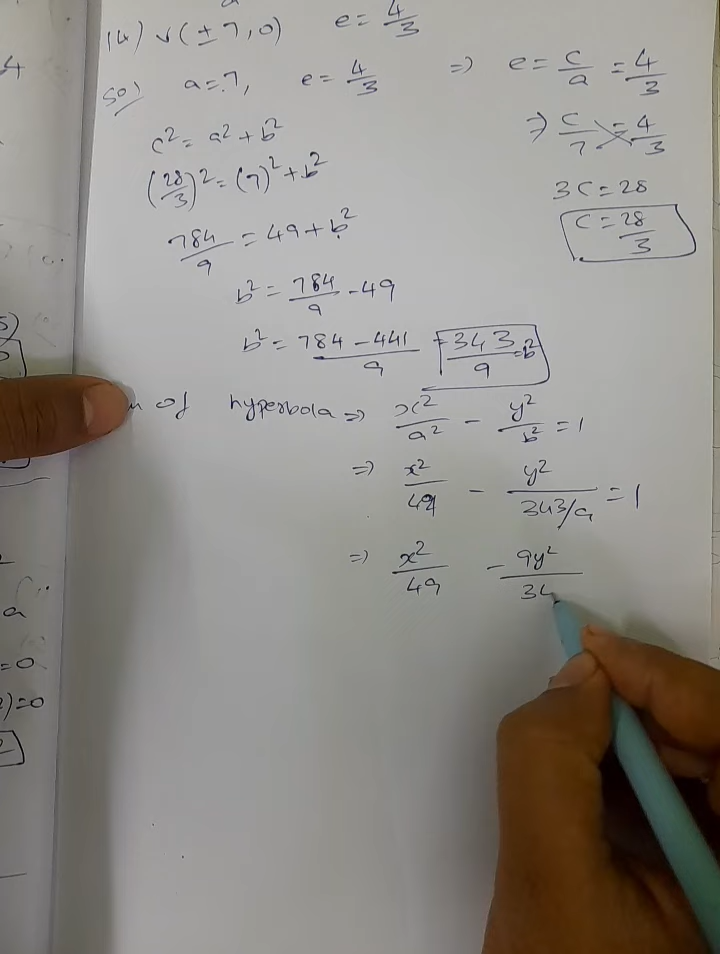 14) v(±7,0) e = 4/3
Sol a = 7, e = 4/3 ⇒ e = c/a = 4/3
c² = a² + b² ⇒ c/7 = 4/3
(28/3)² = (7)² + b² 3c = 28
784/9 = 49 + b² c = 28/3
b² = 784/9 - 49
b² = 784 - 441/9 = 343/9 = b²
of hyperbola ⇒ x²/a² - y²/b² = 1
⇒ x²/49 - y²/343/9 = 1
⇒ x²/49 - 9y²/34
4
a
=0
)=0